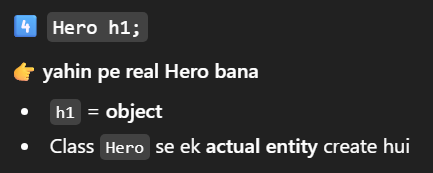 4️⃣ Hero h1;
👉 yahin pe real Hero bana
• h1 = object
• Class Hero se ek actual entity create hui